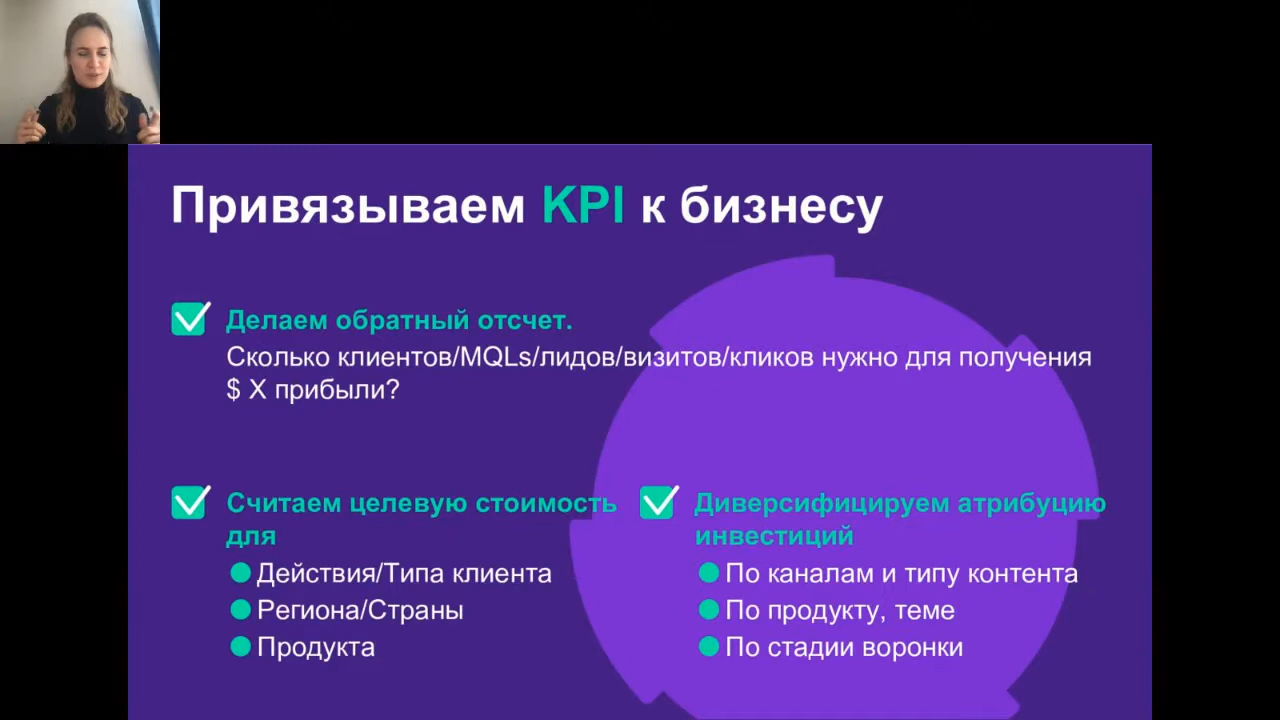 Привязываем KPI к бизнесу
Делаем обратный отсчет.
Сколько клиентов/MQLs/лидов/визитов/кликов нужно для получения
$ X прибыли?
Считаем целевую стоимость
для
Действия/Типа клиента
Региона/Страны
Продукта
Диверсифицируем атрибуцию
инвестиций
По каналам и типу контента
По продукту, теме
По стадии воронки